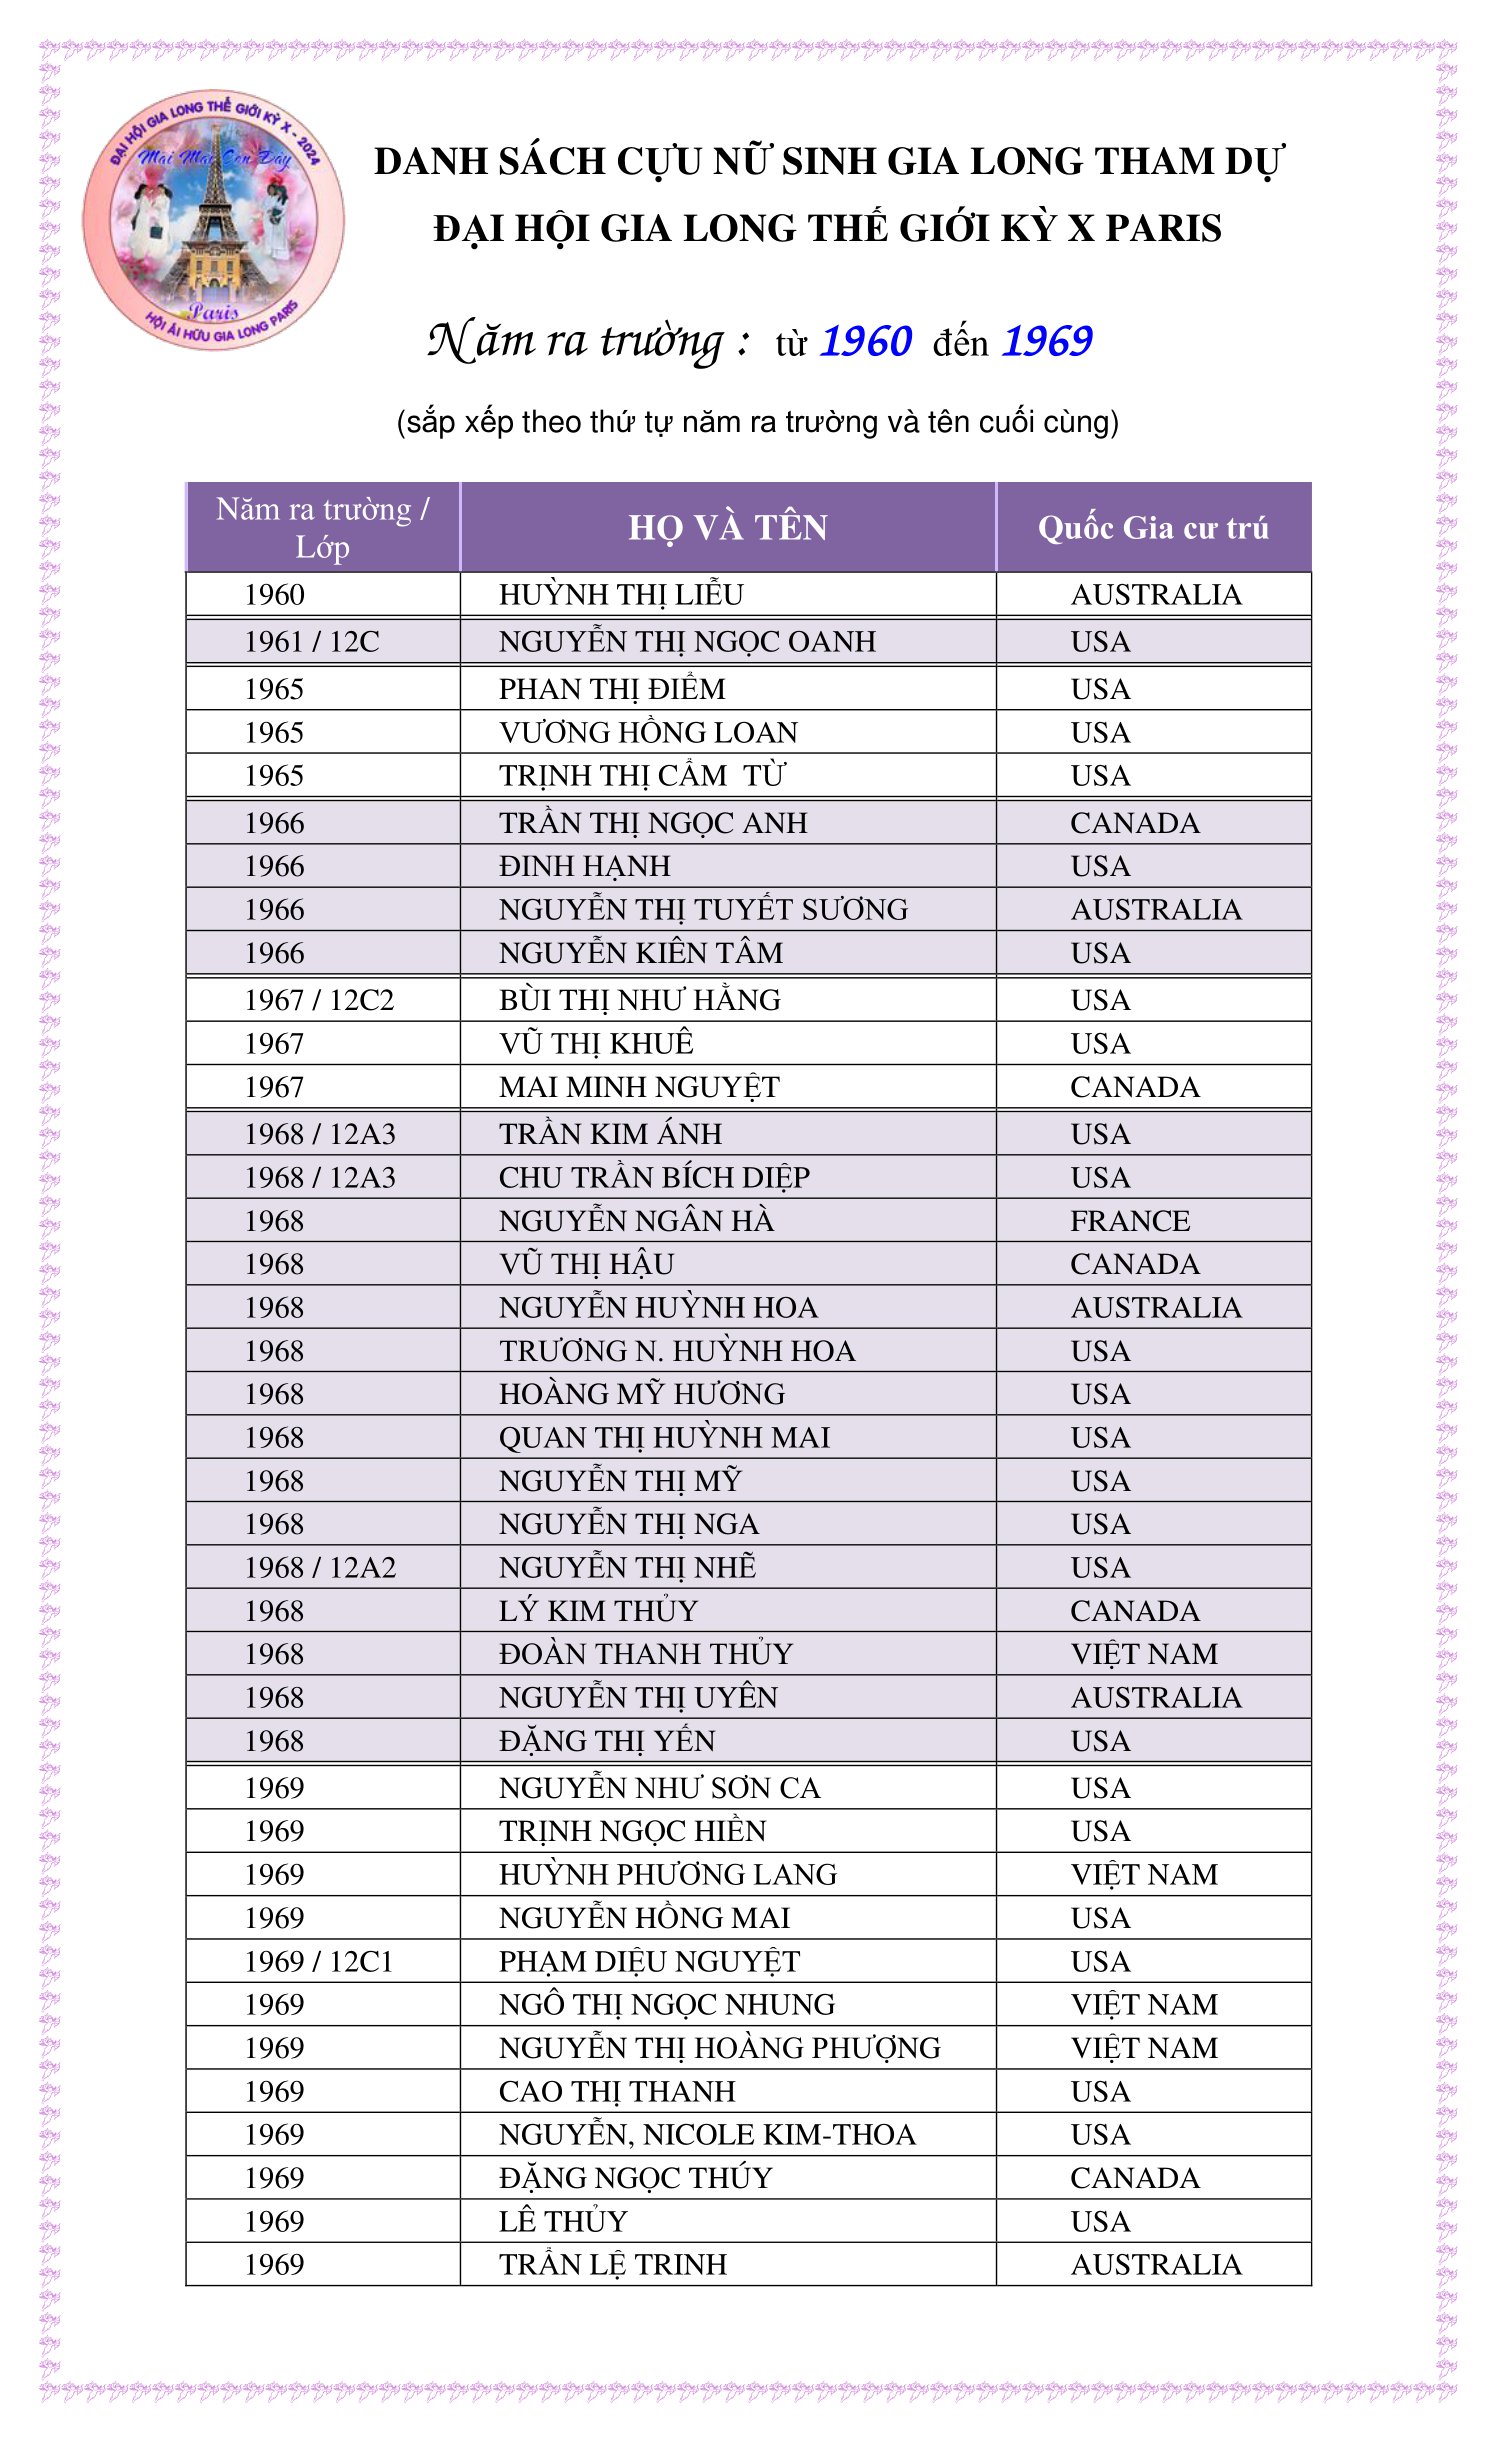 ĐẠI HỘI GIA LONG THẾ GIỚI KỲ X - 2024
Mãi Mãi Còn Đây
Paris
HỘI ÁI HỮU GIA LONG PARIS
DANH SÁCH CỰU NỮ SINH GIA LONG THAM DỰ
ĐẠI HỘI GIA LONG THẾ GIỚI KỲ X PARIS
Năm ra trường : từ 1960 đến 1969
(sắp xếp theo thứ tự năm ra trường và tên cuối cùng)
Năm ra trường / Lớp HỌ VÀ TÊN Quốc Gia cư trú
1960 HUỲNH THỊ LIỄU AUSTRALIA
1961 / 12C NGUYỄN THỊ NGỌC OANH USA
1965 PHAN THỊ ĐIỂM USA
1965 VƯƠNG HỒNG LOAN USA
1965 TRỊNH THỊ CẨM TỪ USA
1966 TRẦN THỊ NGỌC ANH CANADA
1966 ĐINH HẠNH USA
1966 NGUYỄN THỊ TUYẾT SƯƠNG AUSTRALIA
1966 NGUYỄN KIÊN TÂM USA
1967 / 12C2 BÙI THỊ NHƯ HẰNG USA
1967 VŨ THỊ KHUÊ USA
1967 MAI MINH NGUYỆT CANADA
1968 / 12A3 TRẦN KIM ÁNH USA
1968 / 12A3 CHU TRẦN BÍCH DIỆP USA
1968 NGUYỄN NGÂN HÀ FRANCE
1968 VŨ THỊ HẬU CANADA
1968 NGUYỄN HUỲNH HOA AUSTRALIA
1968 TRƯƠNG N. HUỲNH HOA USA
1968 HOÀNG MỸ HƯƠNG USA
1968 QUAN THỊ HUỲNH MAI USA
1968 NGUYỄN THỊ MỸ USA
1968 NGUYỄN THỊ NGA USA
1968 / 12A2 NGUYỄN THỊ NHẼ USA
1968 LÝ KIM THỦY CANADA
1968 ĐOÀN THANH THỦY VIỆT NAM
1968 NGUYỄN THỊ UYÊN AUSTRALIA
1968 ĐẶNG THỊ YẾN USA
1969 NGUYỄN NHƯ SƠN CA USA
1969 TRỊNH NGỌC HIỀN USA
1969 HUỲNH PHƯƠNG LANG VIỆT NAM
1969 NGUYỄN HỒNG MAI USA
1969 / 12C1 PHẠM DIỆU NGUYỆT USA
1969 NGÔ THỊ NGỌC NHUNG VIỆT NAM
1969 NGUYỄN THỊ HOÀNG PHƯỢNG VIỆT NAM
1969 CAO THỊ THANH USA
1969 NGUYỄN, NICOLE KIM-THOA USA
1969 ĐẶNG NGỌC THÚY CANADA
1969 LÊ THỦY USA
1969 TRẦN LỆ TRINH AUSTRALIA